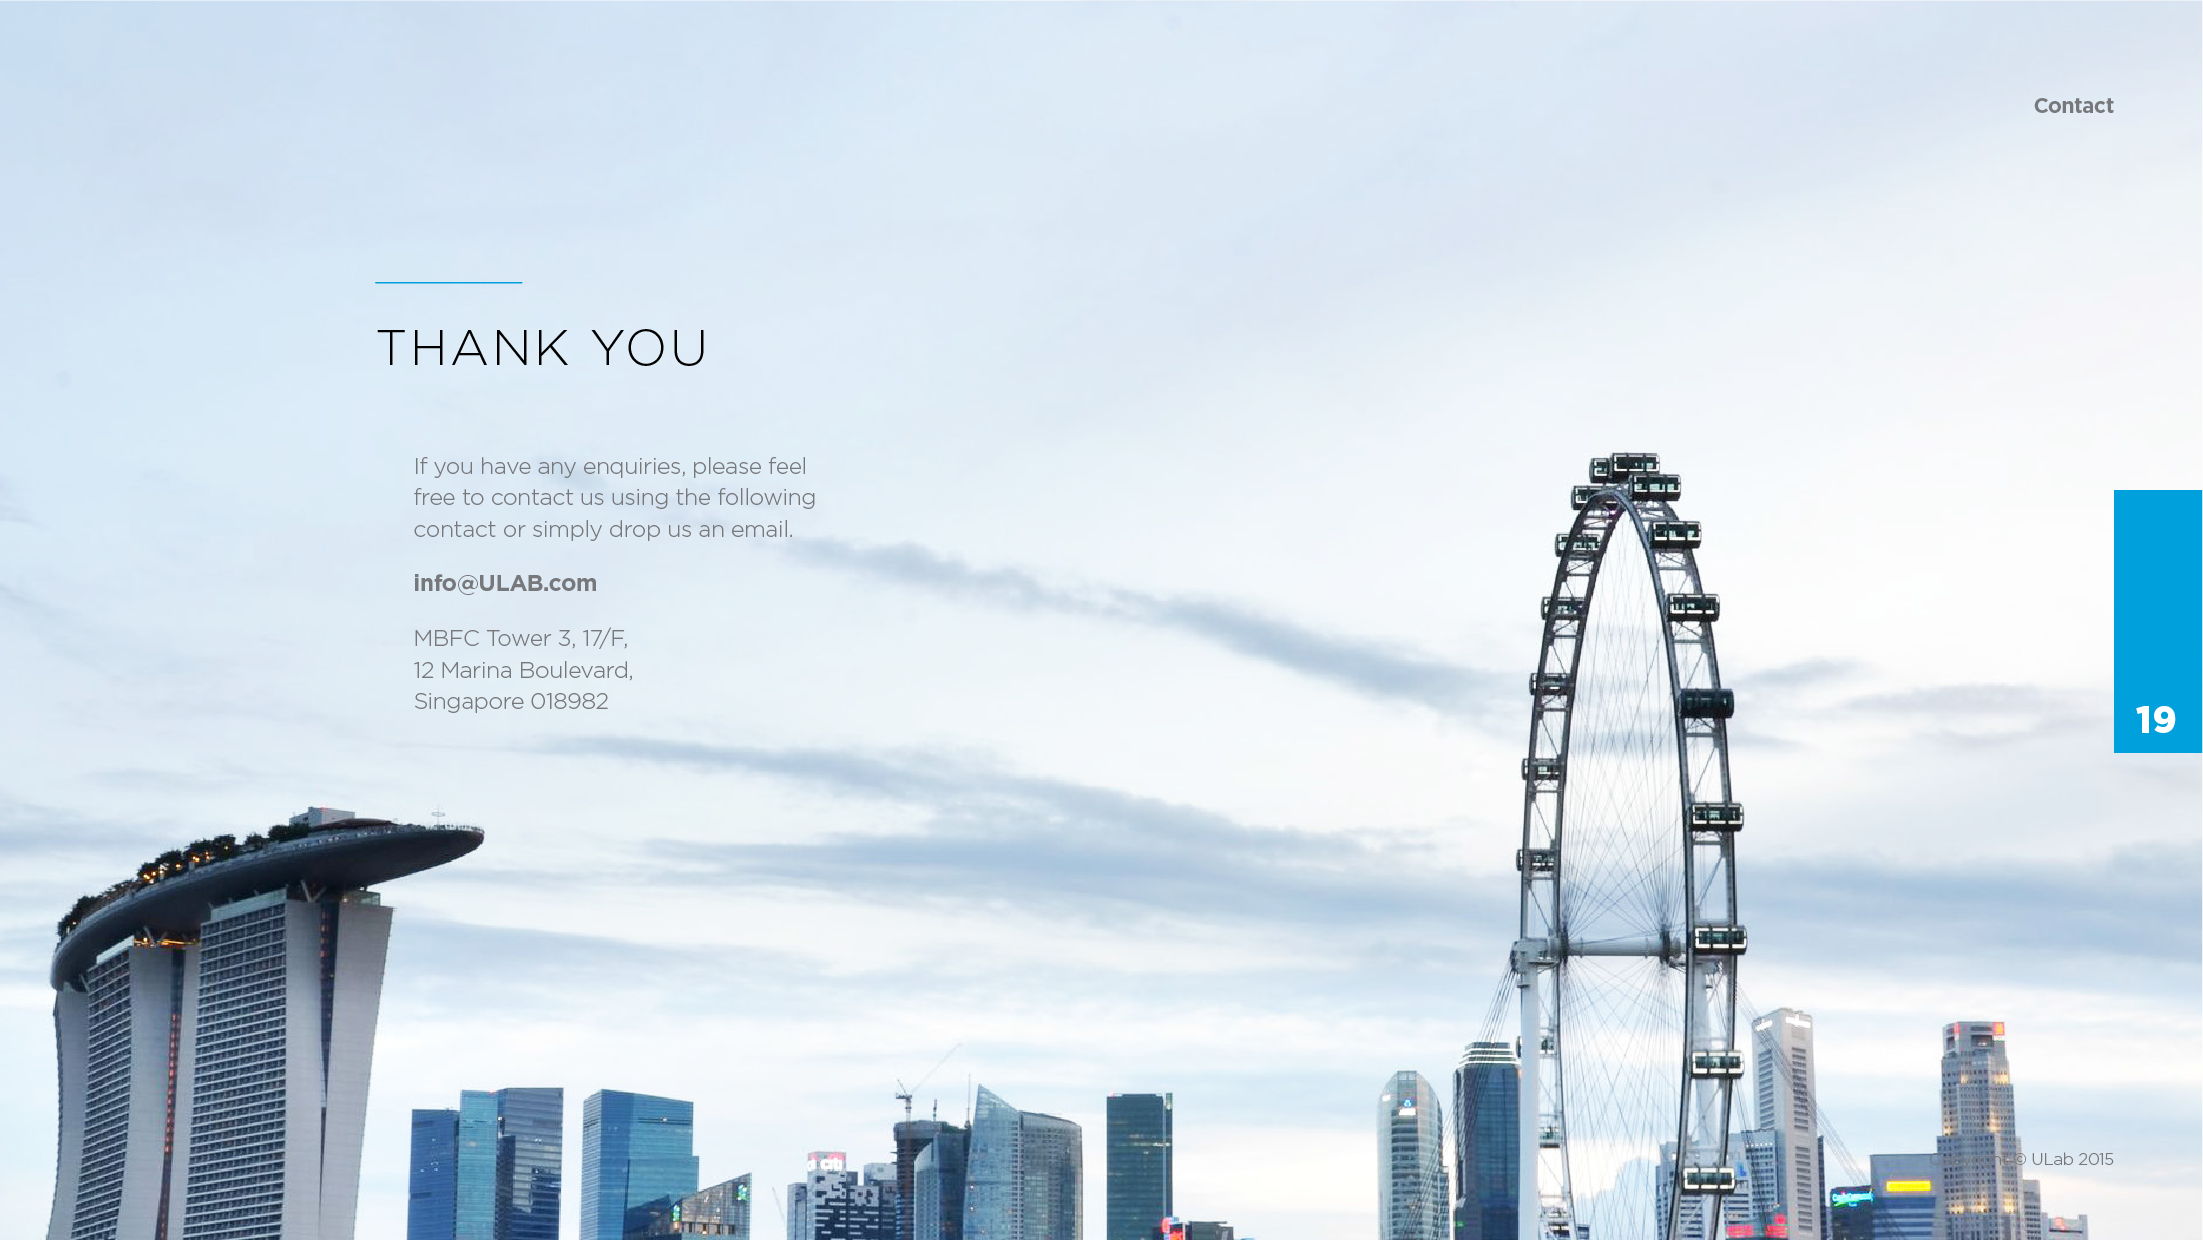 Contact
THANK YOU
If you have any enquiries, please feel
free to contact us using the following
contact or simply drop us an email.
info@ULAB.com
MBFC Tower 3, 17/F,
12 Marina Boulevard,
Singapore 018982
19
citi
© ULab 2015